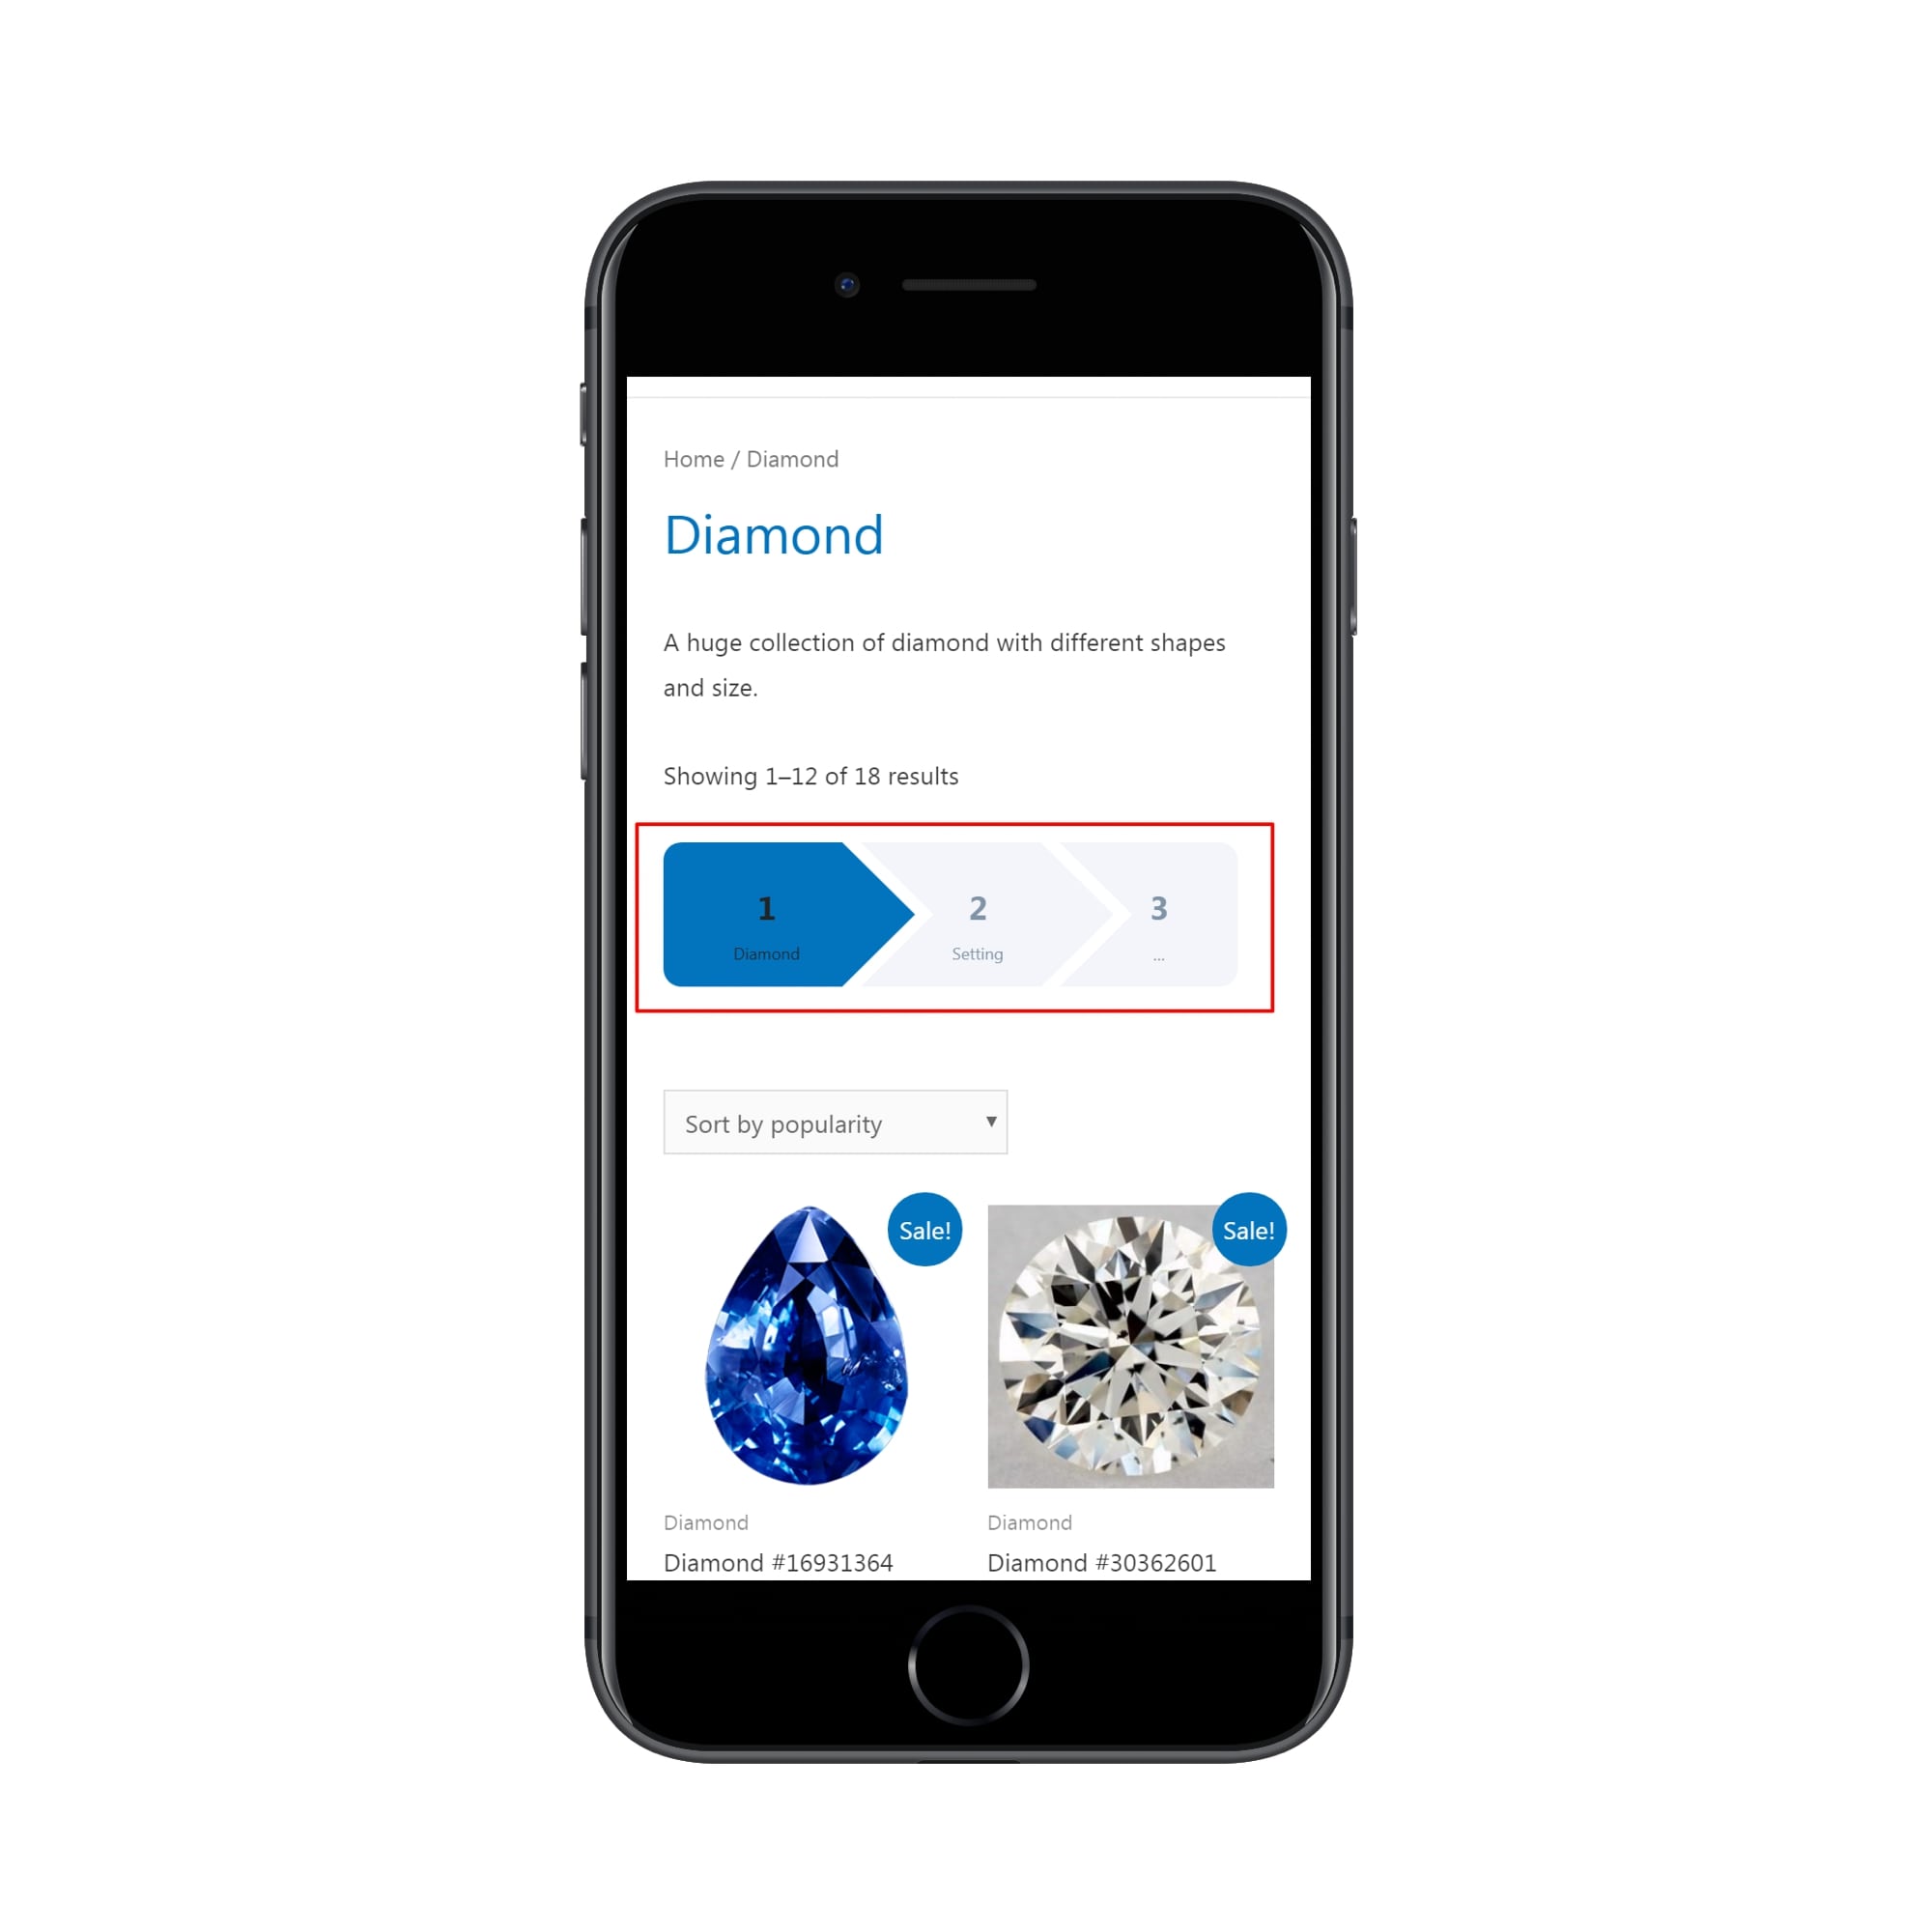 Home / Diamond
Diamond
A huge collection of diamond with different shapes
and size.
Showing 1–12 of 18 results
1
Diamond
2
Setting
3
...
Sort by popularity
Sale!
Sale!
Diamond
Diamond #16931364
Diamond
Diamond #30362601